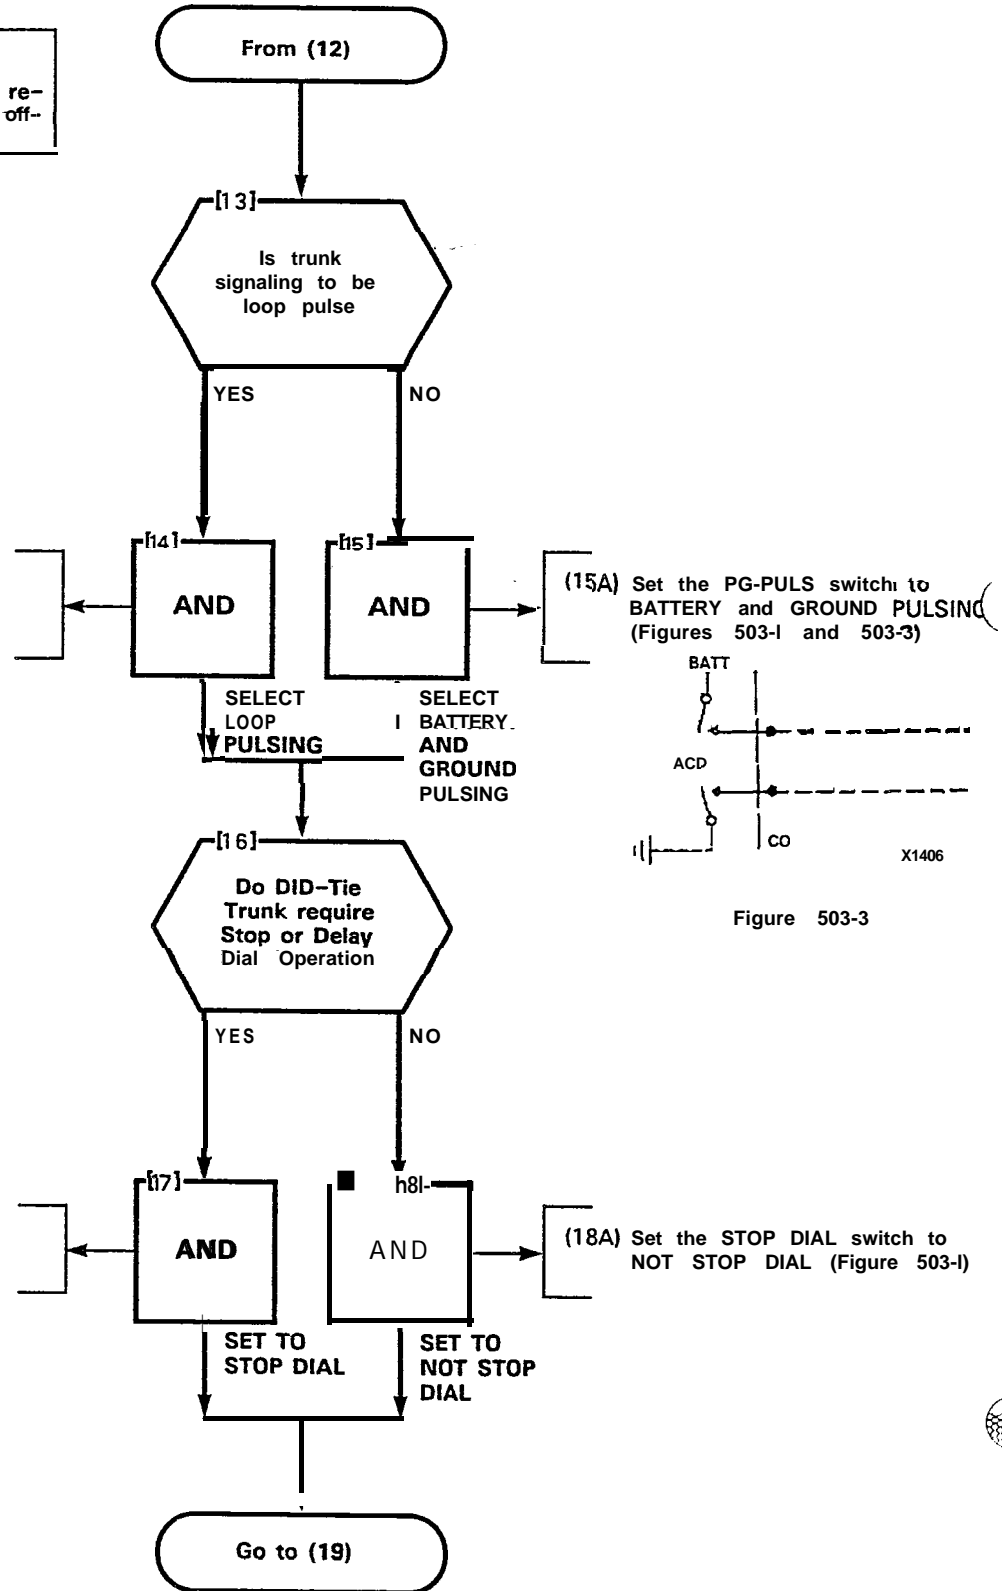 re-
off-
From (12)
[13]
Is trunk
signaling to be
loop pulse
YES
NO
[14]
AND
[15]
AND
(15A) Set the PG-PULS switch to
BATTERY and GROUND PULSING
(Figures 503-I and 503-3)
SELECT
LOOP
PULSING
SELECT
BATTERY
AND
GROUND
PULSING
BATT
ACD
CO
X1406
Figure 503-3
[16]
Do DID-Tie
Trunk require
Stop or Delay
Dial Operation
YES
NO
[17]
AND
h8l-
AND
(18A) Set the STOP DIAL switch to
NOT STOP DIAL (Figure 503-I)
SET TO
STOP DIAL
SET TO
NOT STOP
DIAL
Go to (19)